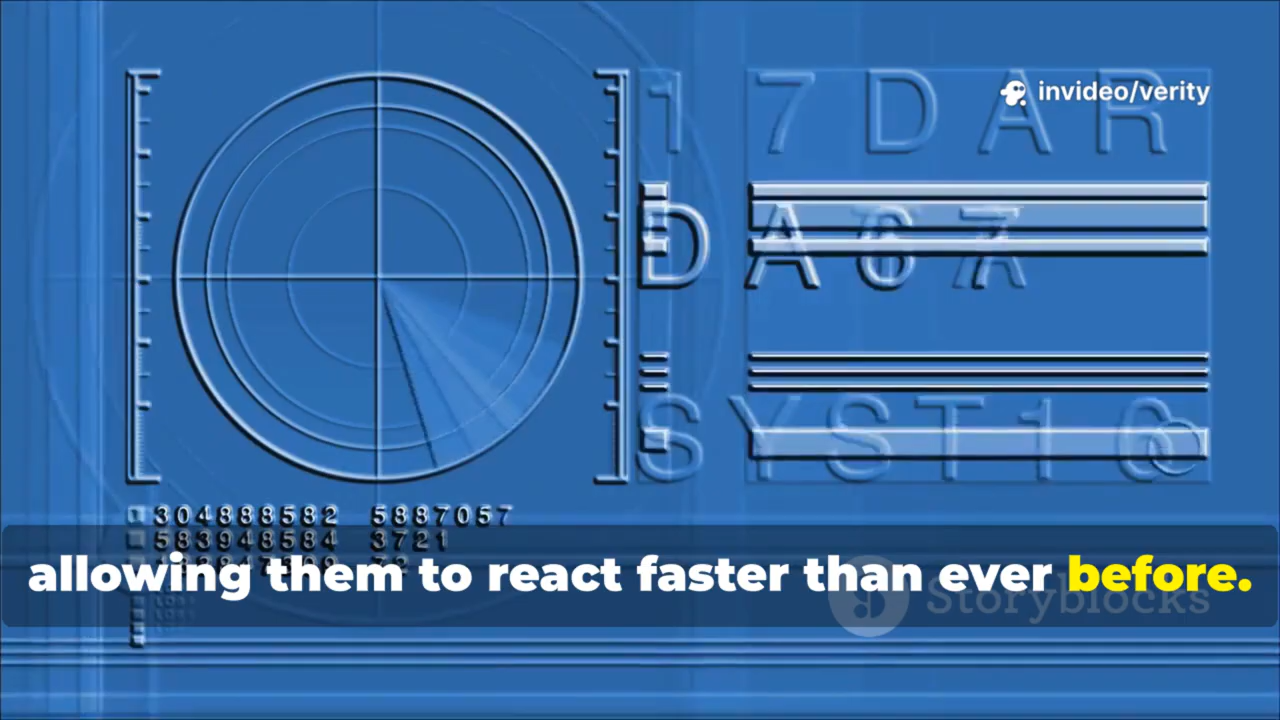 invideo/verity
17DAR
DA67
SYST16
304888582 5887057
583948584 3721
allowing them to react faster than ever before.
Storyblocks